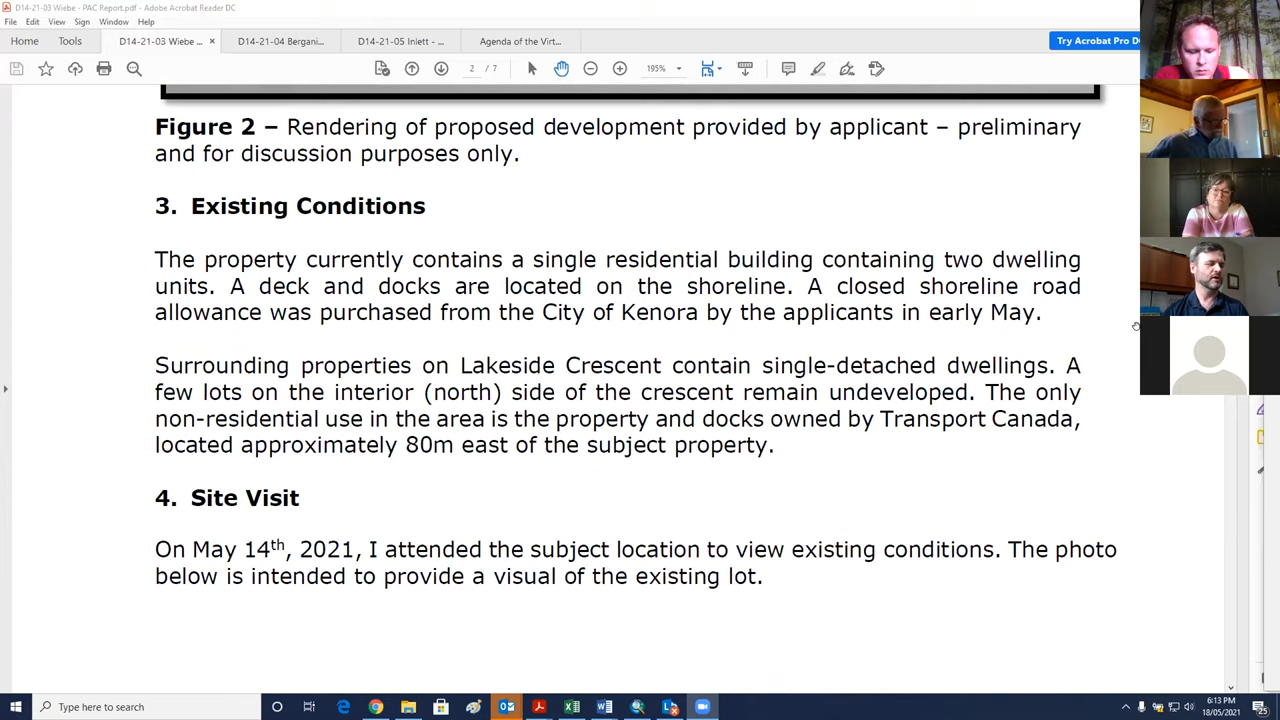 D14-21-03 Wiebe - PAC Report.pdf - Adobe Acrobat Reader DC
File Edit View Sign Window Help
Home Tools D14-21-03 Wiebe ... × D14-21-04 Bergani... D14-21-05 Inlett - ... Agenda of the Virt... Try Acrobat Pro D
2 / 7 195%
Figure 2 – Rendering of proposed development provided by applicant – preliminary
and for discussion purposes only.
3. Existing Conditions
The property currently contains a single residential building containing two dwelling
units. A deck and docks are located on the shoreline. A closed shoreline road
allowance was purchased from the City of Kenora by the applicants in early May.
Surrounding properties on Lakeside Crescent contain single-detached dwellings. A
few lots on the interior (north) side of the crescent remain undeveloped. The only
non-residential use in the area is the property and docks owned by Transport Canada,
located approximately 80m east of the subject property.
4. Site Visit
On May 14th, 2021, I attended the subject location to view existing conditions. The photo
below is intended to provide a visual of the existing lot.
Type here to search
6:13 PM
18/05/2021
25